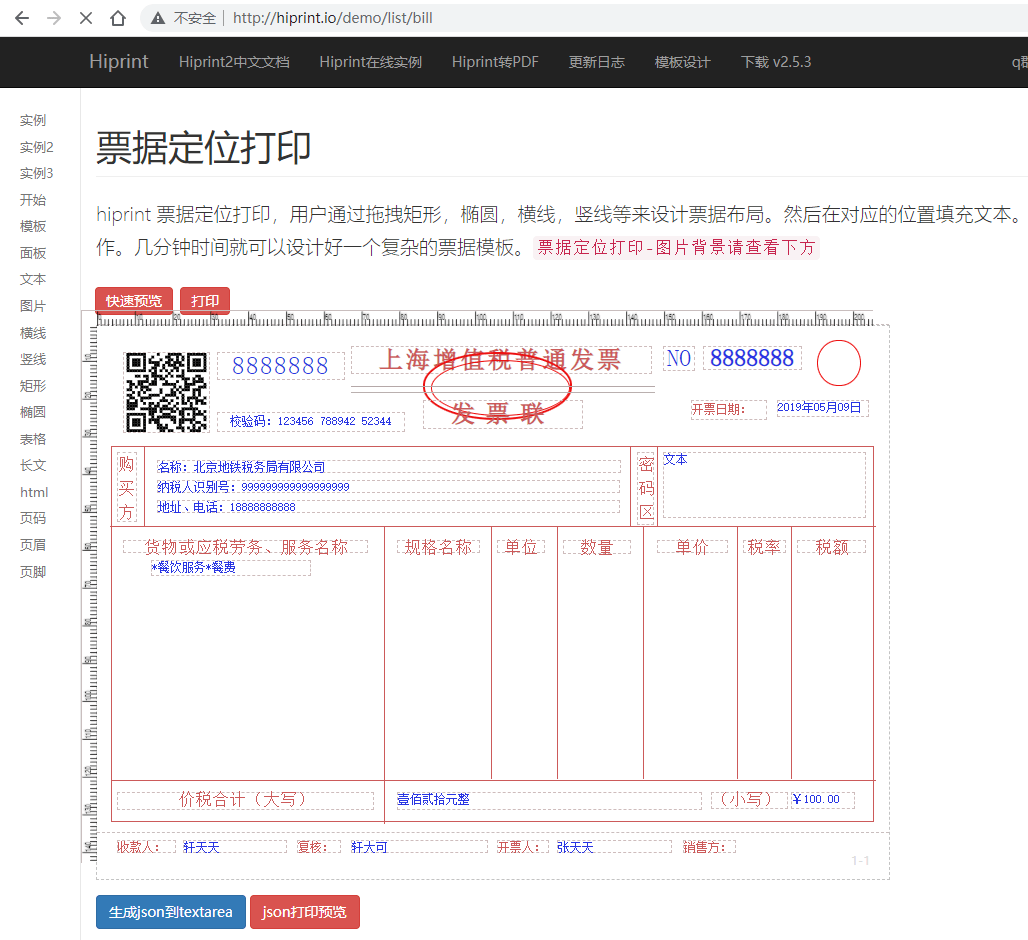 不安全 http://hiprint.io/demo/list/bill
Hiprint Hiprint2中文文档 Hiprint在线实例 Hiprint转PDF 更新日志 模板设计 下载 v2.5.3 q群
实例
实例2
实例3
开始
模板
面板
文本
图片
横线
竖线
矩形
椭圆
表格
长文
html
页码
页眉
页脚
票据定位打印
hiprint 票据定位打印，用户通过拖拽矩形，椭圆，横线，竖线等来设计票据布局。然后在对应的位置填充文本。
作。几分钟时间就可以设计好一个复杂的票据模板。 票据定位打印-图片背景请查看下方
快速预览 打印
8888888 上海增值税普通发票 NO 8888888
校验码：123456 789942 52344 发票联 开票日期： 2019年05月09日
购买方
名称：北京地铁税务局有限公司
纳税人识别号：999999999999999999
地址、电话：18888888888
密码区
文本
货物或应税劳务、服务名称 规格名称 单位 数量 单价 税率 税额
*餐饮服务*餐费
价税合计（大写） 壹佰贰拾元整 （小写） ￥100.00
收款人： 轩天天 复核： 轩大可 开票人： 张天天 銷售方：
1-1
生成json到textarea json打印预览